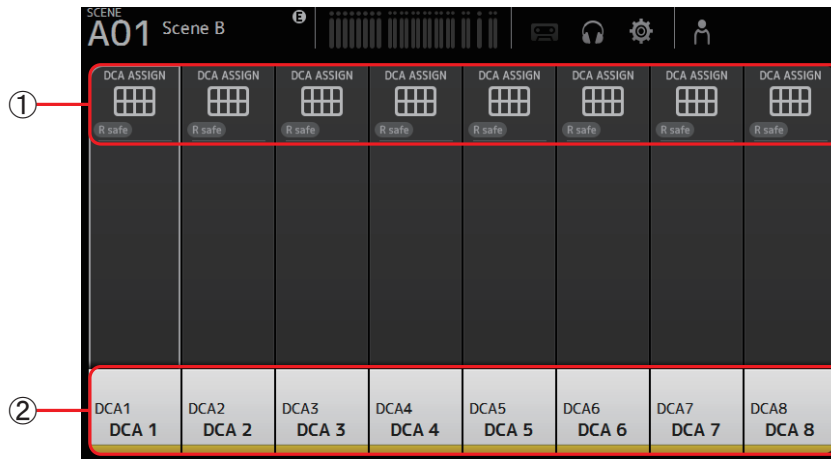 SCENE
A01 Scene B E
DCA ASSIGN DCA ASSIGN DCA ASSIGN DCA ASSIGN DCA ASSIGN DCA ASSIGN DCA ASSIGN DCA ASSIGN
①
R safe R safe R safe R safe R safe R safe R safe R safe
②
DCA1 DCA2 DCA3 DCA4 DCA5 DCA6 DCA7 DCA8
DCA 1 DCA 2 DCA 3 DCA 4 DCA 5 DCA 6 DCA 7 DCA 8